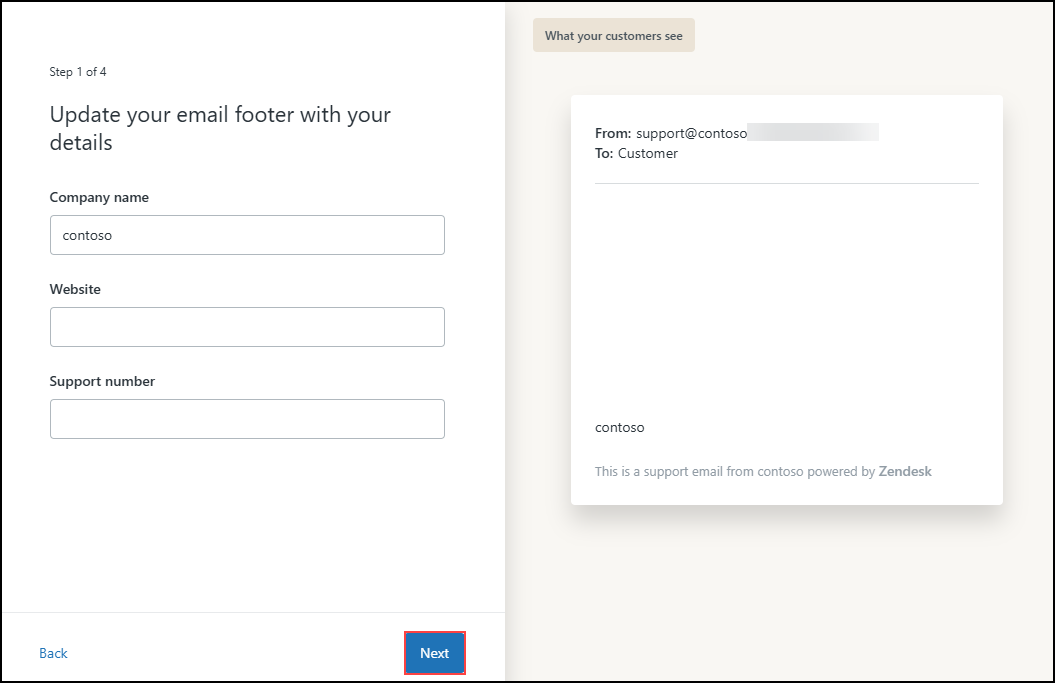 Step 1 of 4
Update your email footer with your
details
Company name
contoso
Website
Support number
Back
Next
What your customers see
From: support@contoso
To: Customer
contoso
This is a support email from contoso powered by Zendesk